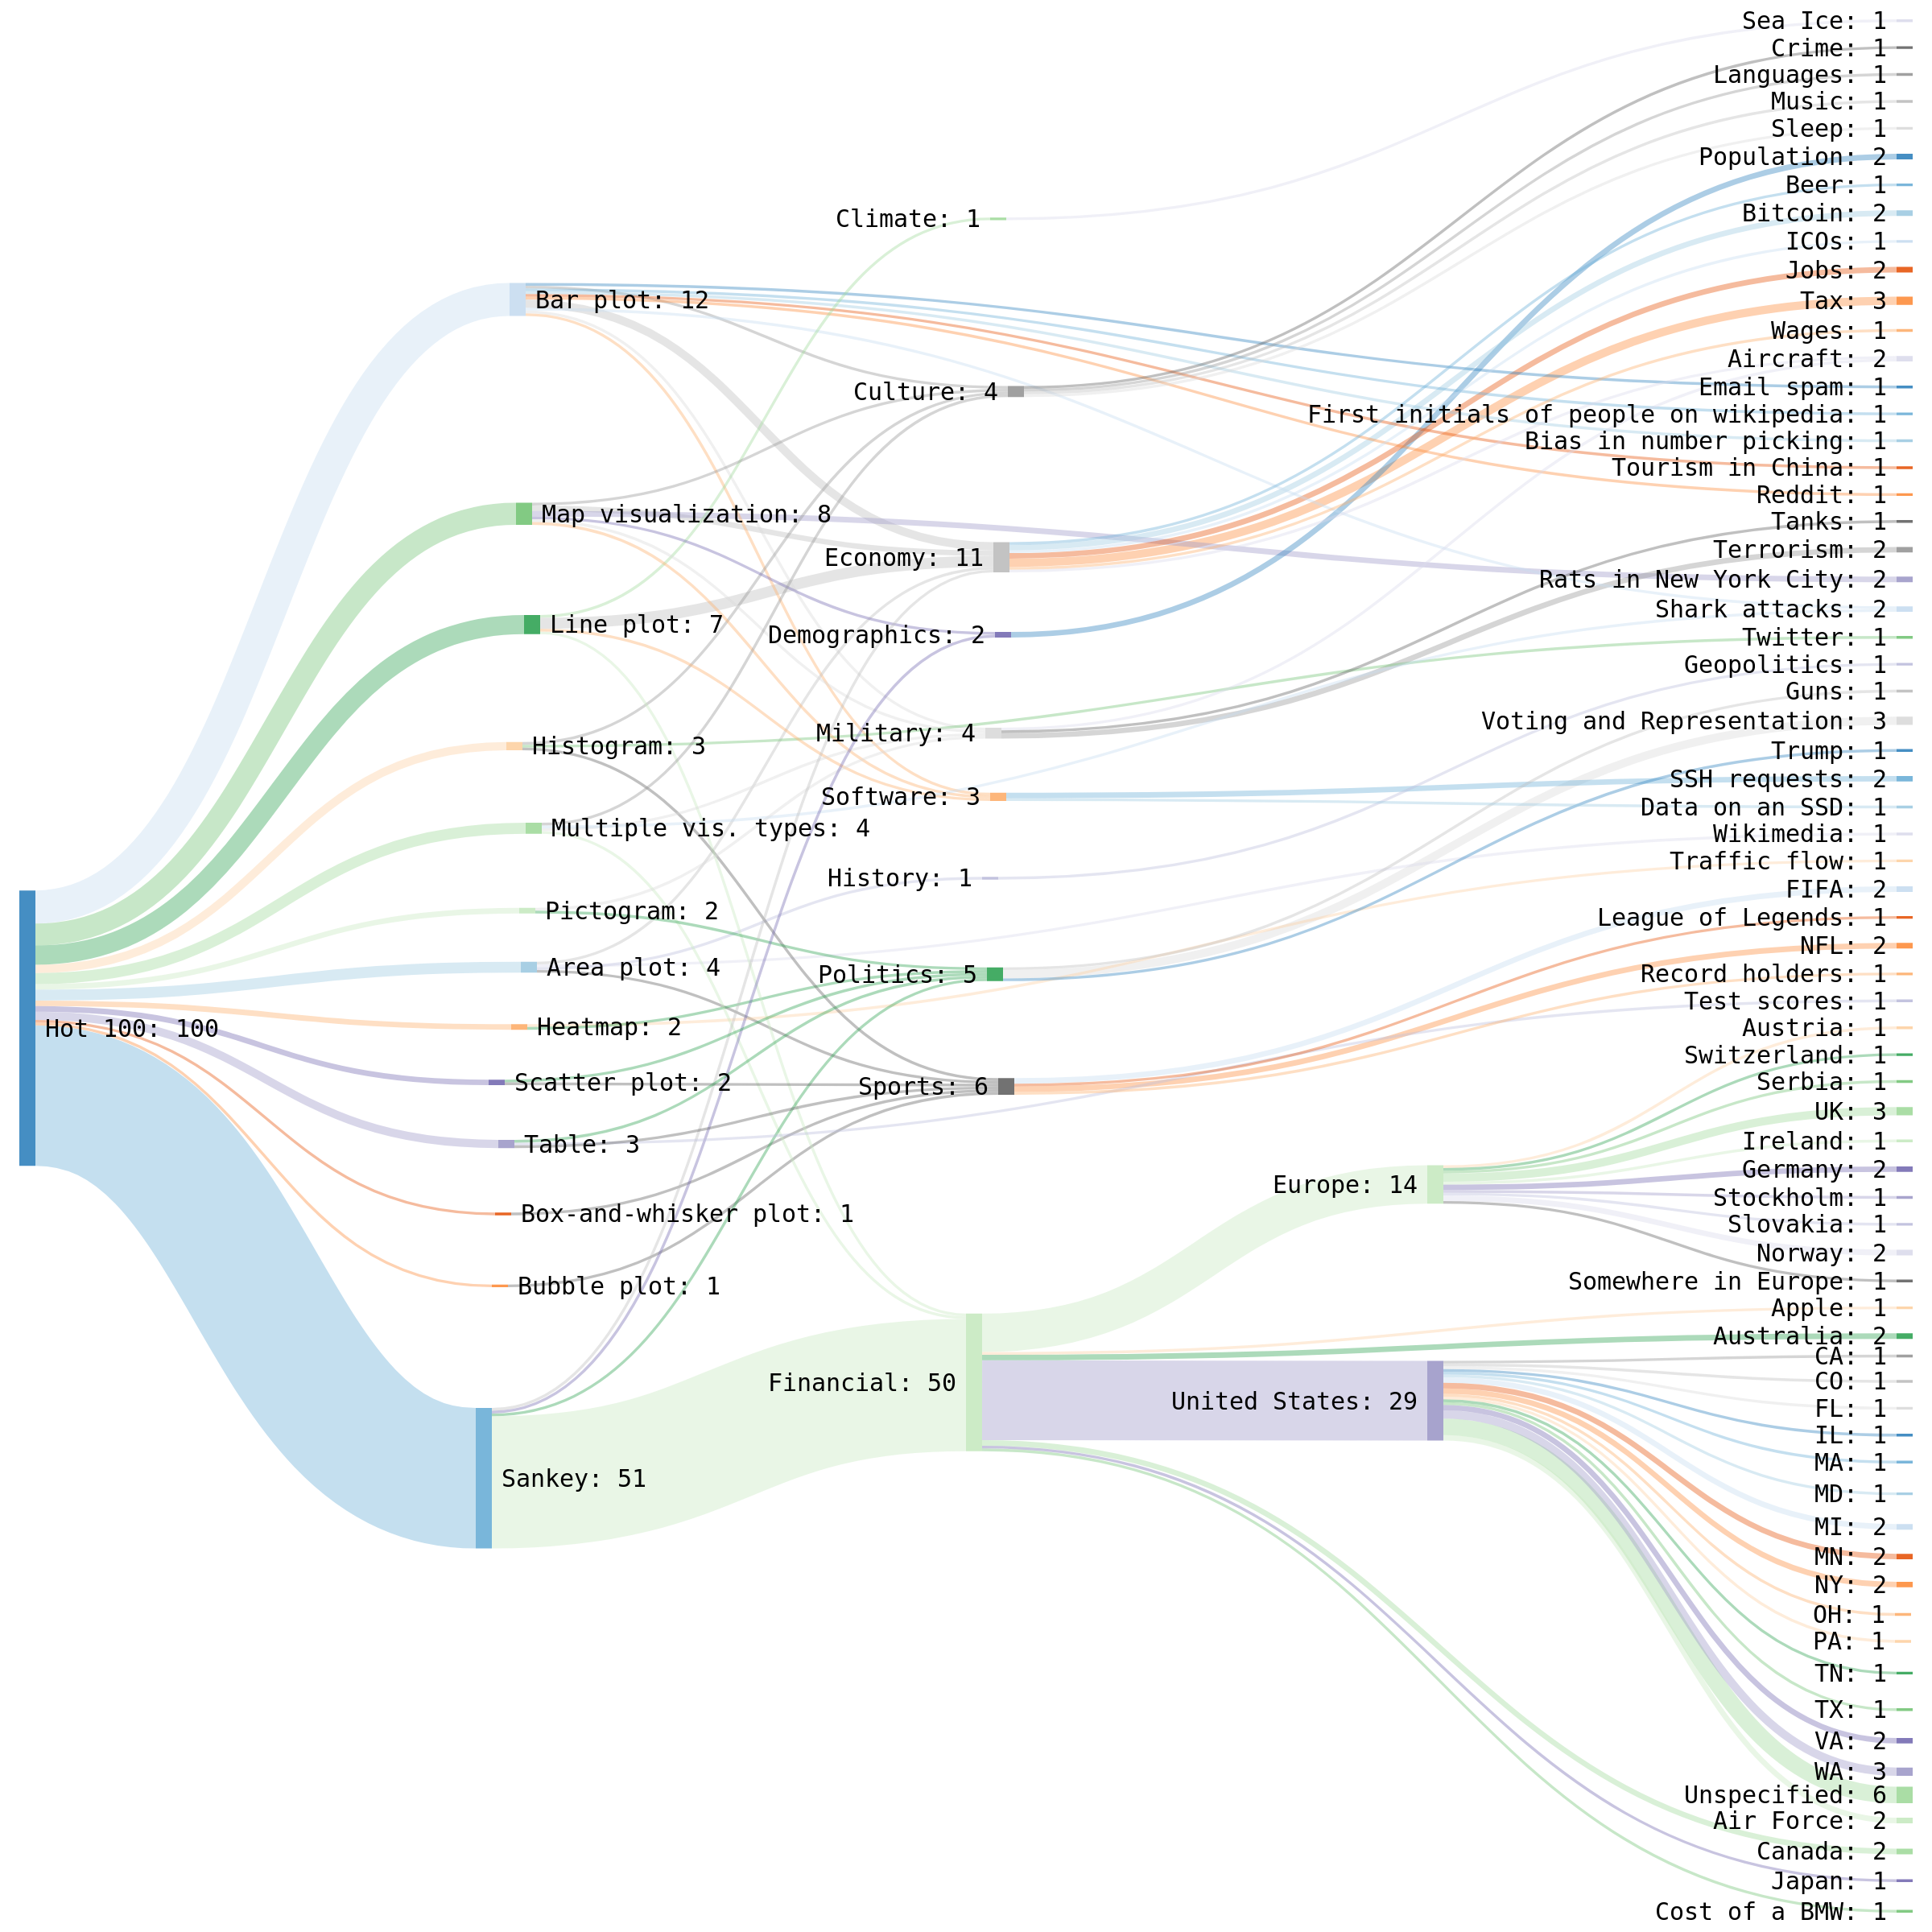 Hot 100: 100
Bar plot: 12
Map visualization: 8
Line plot: 7
Histogram: 3
Multiple vis. types: 4
Pictogram: 2
Area plot: 4
Heatmap: 2
Scatter plot: 2
Table: 3
Box-and-whisker plot: 1
Bubble plot: 1
Sankey: 51
Climate: 1
Culture: 4
Economy: 11
Demographics: 2
Military: 4
Software: 3
History: 1
Politics: 5
Sports: 6
Financial: 50
Europe: 14
United States: 29
Sea Ice: 1
Crime: 1
Languages: 1
Music: 1
Sleep: 1
Population: 2
Beer: 1
Bitcoin: 2
ICOs: 1
Jobs: 2
Tax: 3
Wages: 1
Aircraft: 2
Email spam: 1
First initials of people on wikipedia: 1
Bias in number picking: 1
Tourism in China: 1
Reddit: 1
Tanks: 1
Terrorism: 2
Rats in New York City: 2
Shark attacks: 2
Twitter: 1
Geopolitics: 1
Guns: 1
Voting and Representation: 3
Trump: 1
SSH requests: 2
Data on an SSD: 1
Wikimedia: 1
Traffic flow: 1
FIFA: 2
League of Legends: 1
NFL: 2
Record holders: 1
Test scores: 1
Austria: 1
Switzerland: 1
Serbia: 1
UK: 3
Ireland: 1
Germany: 2
Stockholm: 1
Slovakia: 1
Norway: 2
Somewhere in Europe: 1
Apple: 1
Australia: 2
CA: 1
CO: 1
FL: 1
IL: 1
MA: 1
MD: 1
MI: 2
MN: 2
NY: 2
OH: 1
PA: 1
TN: 1
TX: 1
VA: 2
WA: 3
Unspecified: 6
Air Force: 2
Canada: 2
Japan: 1
Cost of a BMW: 1